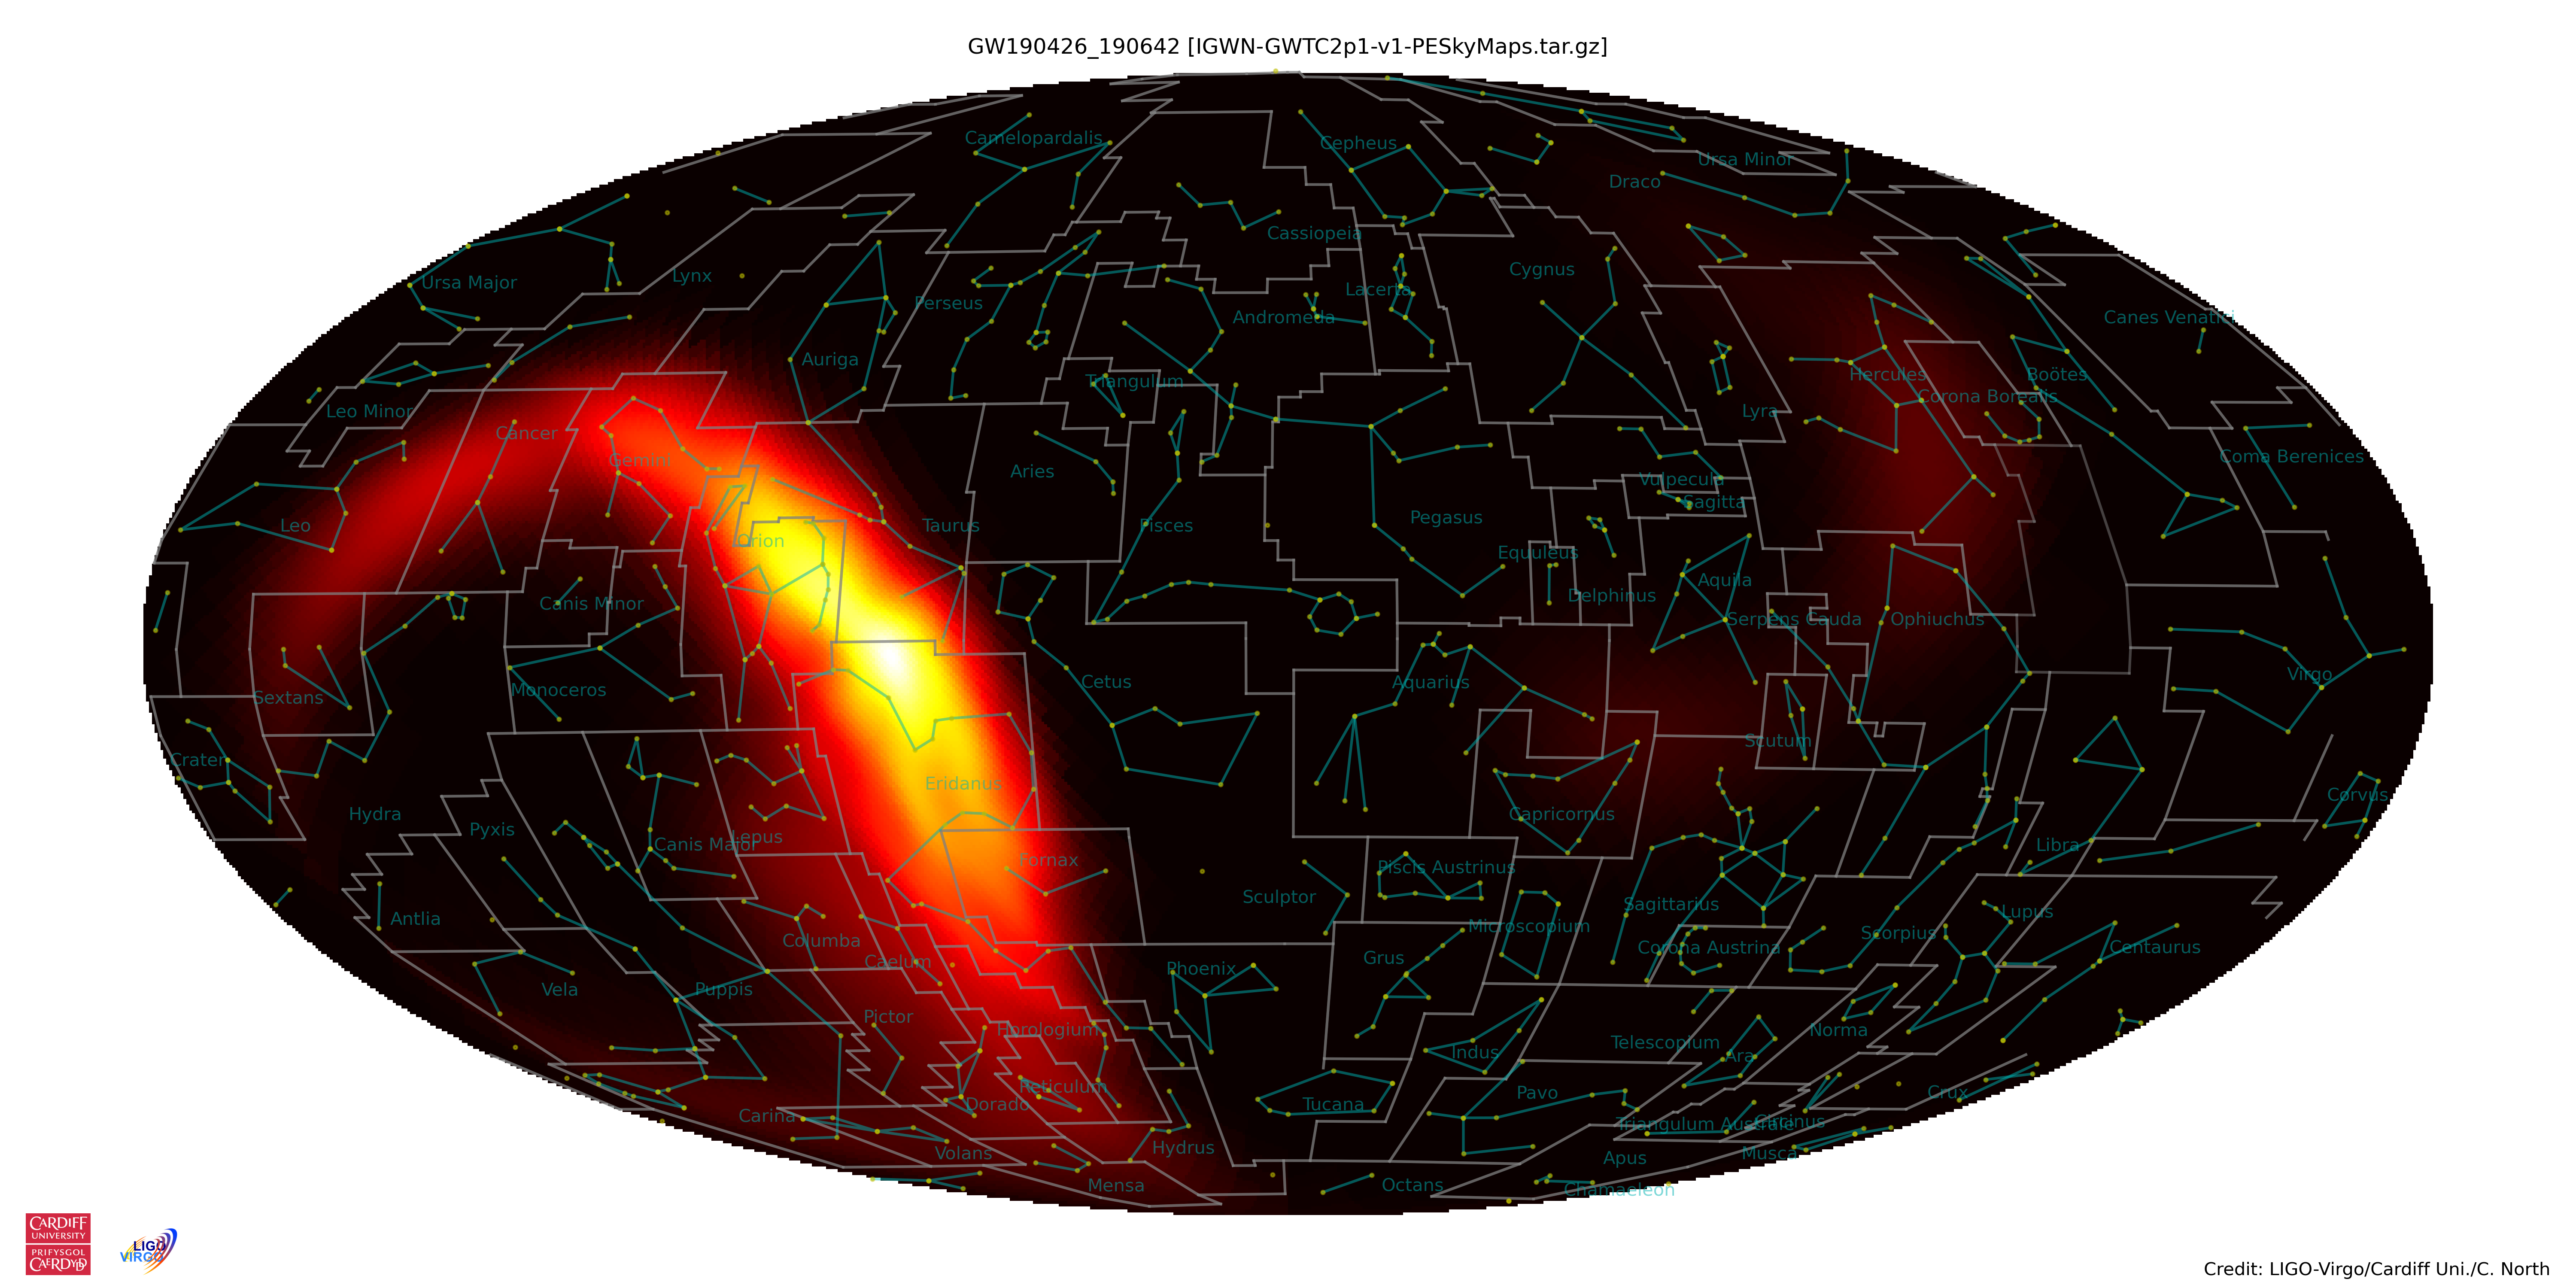 GW190426_190642 [IGWN-GWTC2p1-v1-PESkyMaps.tar.gz]
Camelopardalis
Cepheus
Ursa Minor
Draco
Cassiopeia
Cygnus
Lynx
Ursa Major
Lacerta
Perseus
Andromeda
Canes Venatici
Auriga
Hercules
Boötes
Triangulum
Corona Borealis
Leo Minor
Lyra
Cancer
Coma Berenices
Gemini
Aries
Vulpecula
Sagitta
Pegasus
Leo
Taurus
Pisces
Orion
Equuleus
Aquila
Delphinus
Canis Minor
Serpens Cauda
Ophiuchus
Virgo
Cetus
Aquarius
Monoceros
Sextans
Scutum
Crater
Eridanus
Corvus
Hydra
Capricornus
Pyxis
Lepus
Canis Major
Libra
Fornax
Piscis Austrinus
Sculptor
Sagittarius
Lupus
Antlia
Microscopium
Scorpius
Columba
Corona Austrina
Centaurus
Grus
Caelum
Phoenix
Vela
Puppis
Pictor
Horologium
Norma
Telescopium
Indus
Ara
Reticulum
Pavo
Crux
Dorado
Tucana
Carina
Circinus
Triangulum Australe
Hydrus
Volans
Musca
Apus
Mensa
Octans
Chamaeleon
CARDIFF
UNIVERSITY
PRIFYSGOL
CAERDYDD
LIGO
VIRGO
Credit: LIGO-Virgo/Cardiff Uni./C. North